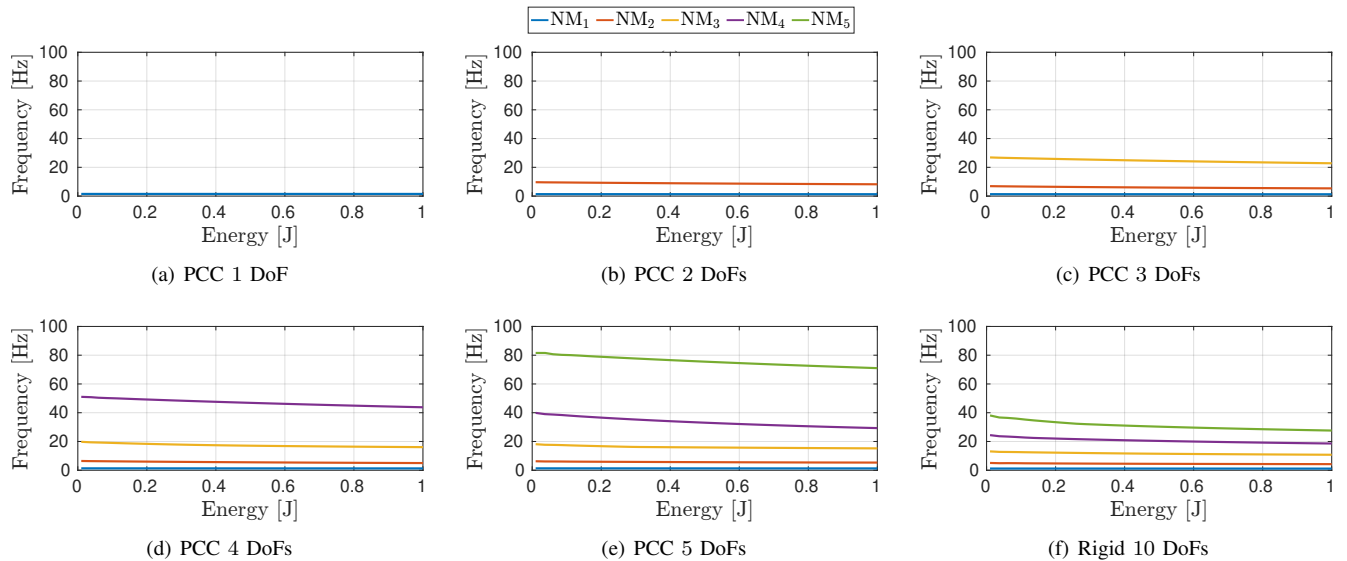 NM1 NM2 NM3 NM4 NM5
100
80
60
40
20
0
Frequency [Hz]
0 0.2 0.4 0.6 0.8 1
Energy [J]
(a) PCC 1 DoF
100
80
60
40
20
0
Frequency [Hz]
0 0.2 0.4 0.6 0.8 1
Energy [J]
(b) PCC 2 DoFs
100
80
60
40
20
0
Frequency [Hz]
0 0.2 0.4 0.6 0.8 1
Energy [J]
(c) PCC 3 DoFs
100
80
60
40
20
0
Frequency [Hz]
0 0.2 0.4 0.6 0.8 1
Energy [J]
(d) PCC 4 DoFs
100
80
60
40
20
0
Frequency [Hz]
0 0.2 0.4 0.6 0.8 1
Energy [J]
(e) PCC 5 DoFs
100
80
60
40
20
0
Frequency [Hz]
0 0.2 0.4 0.6 0.8 1
Energy [J]
(f) Rigid 10 DoFs